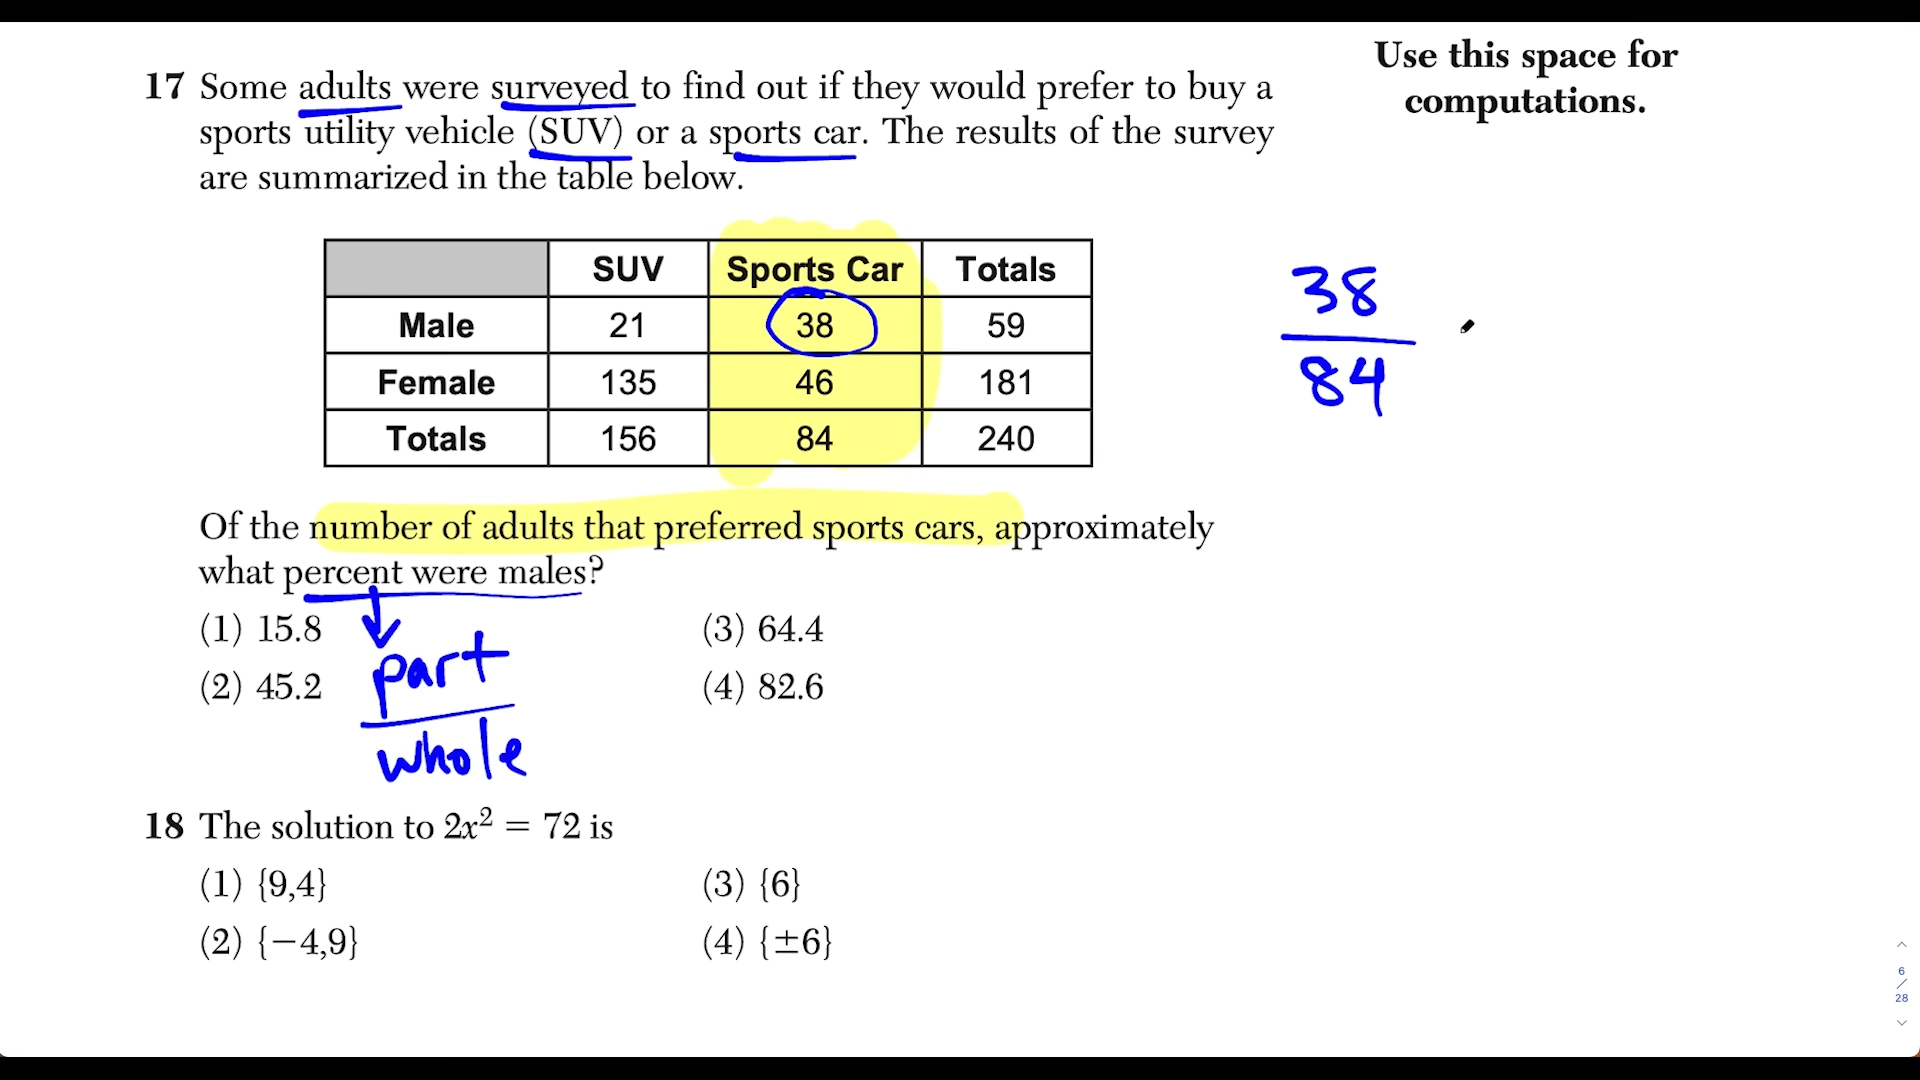 Use this space for
computations.
17 Some adults were surveyed to find out if they would prefer to buy a
sports utility vehicle (SUV) or a sports car. The results of the survey
are summarized in the table below.
SUV Sports Car Totals
Male 21 38 59
Female 135 46 181
Totals 156 84 240
38
84
Of the number of adults that preferred sports cars, approximately
what percent were males?
(1) 15.8 (3) 64.4
(2) 45.2 (4) 82.6
part
whole
18 The solution to 2x² = 72 is
(1) {9,4} (3) {6}
(2) {−4,9} (4) {±6}
6
/
28